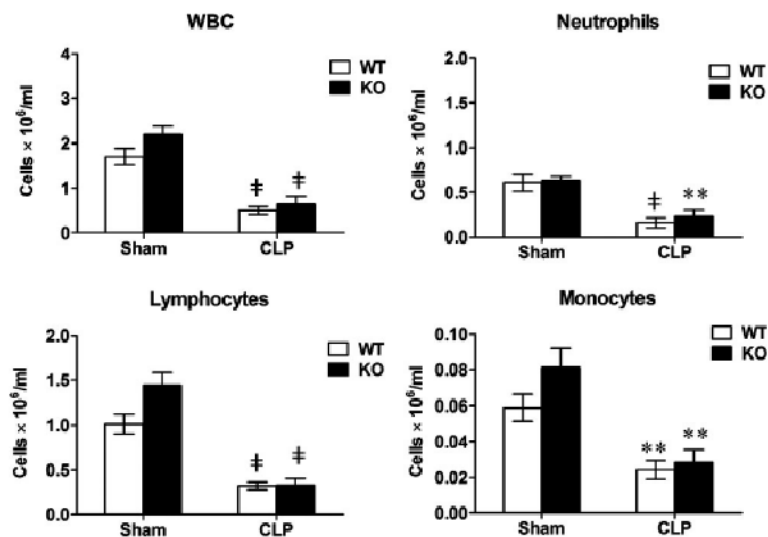 WBC
4
3
2
1
0
Cells × 10⁶/ml
WT
KO
‡ ‡
Sham CLP
Neutrophils
2.0
1.5
1.0
0.5
0.0
Cells × 10⁶/ml
WT
KO
‡ **
Sham CLP
Lymphocytes
2.0
1.5
1.0
0.5
0.0
Cells × 10⁶/ml
WT
KO
‡ ‡
Sham CLP
Monocytes
0.10
0.08
0.06
0.04
0.02
0.00
Cells × 10⁶/ml
WT
KO
** **
Sham CLP